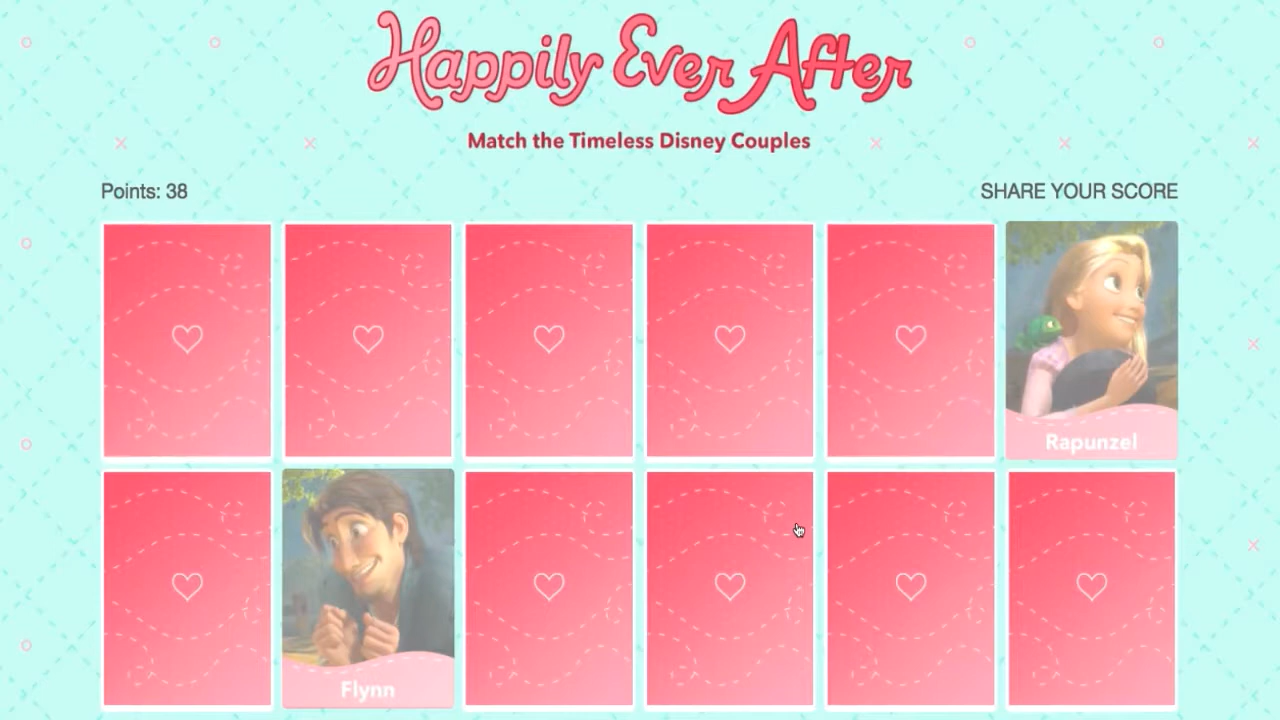 Happily Ever After
Match the Timeless Disney Couples
Points: 38
SHARE YOUR SCORE
Rapunzel
Flynn